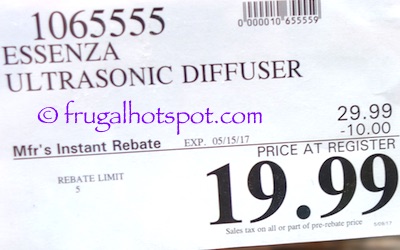 1065555
0000010655559
ESSENZA
ULTRASONIC DIFFUSER
© frugalhotspot.com
29.99
-10.00
Mfr's Instant Rebate EXP. 05/15/17
PRICE AT REGISTER
REBATE LIMIT
5
19.99
Sales tax on all or part of pre-rebate price